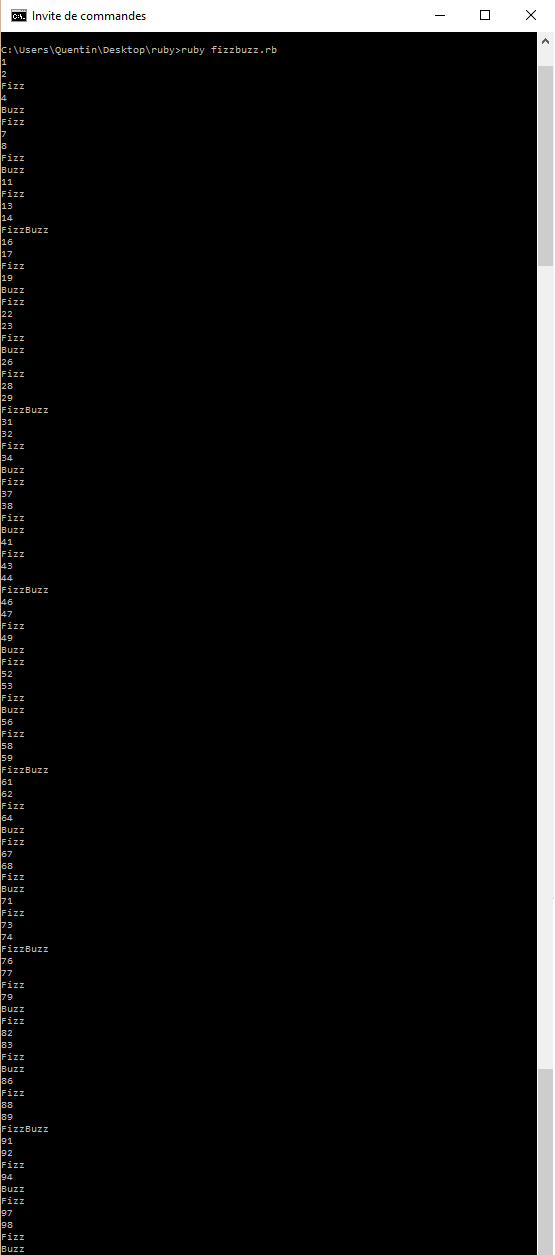 Invite de commandes
C:\Users\Quentin\Desktop\ruby>ruby fizzbuzz.rb
1
2
Fizz
4
Buzz
Fizz
7
8
Fizz
Buzz
11
Fizz
13
14
FizzBuzz
16
17
Fizz
19
Buzz
Fizz
22
23
Fizz
Buzz
26
Fizz
28
29
FizzBuzz
31
32
Fizz
34
Buzz
Fizz
37
38
Fizz
Buzz
41
Fizz
43
44
FizzBuzz
46
47
Fizz
49
Buzz
Fizz
52
53
Fizz
Buzz
56
Fizz
58
59
FizzBuzz
61
62
Fizz
64
Buzz
Fizz
67
68
Fizz
Buzz
71
Fizz
73
74
FizzBuzz
76
77
Fizz
79
Buzz
Fizz
82
83
Fizz
Buzz
86
Fizz
88
89
FizzBuzz
91
92
Fizz
94
Buzz
Fizz
97
98
Fizz
Buzz